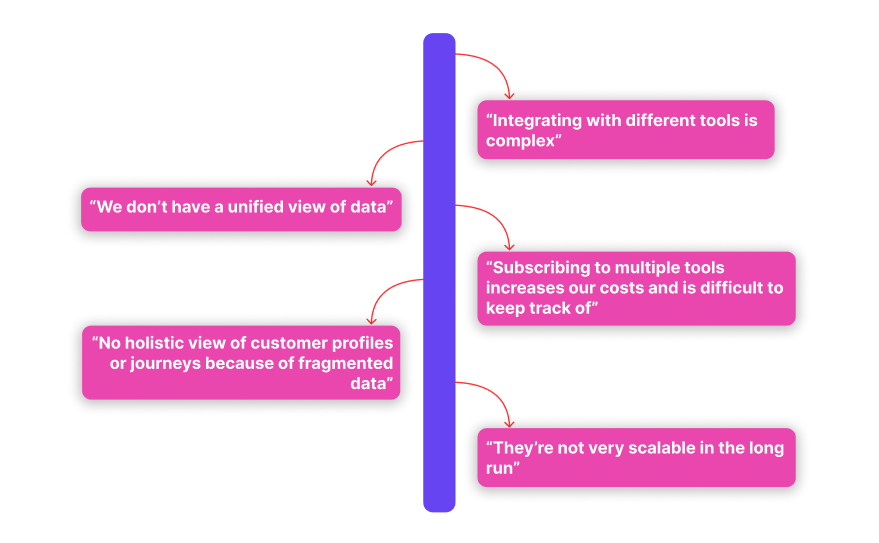 “Integrating with different tools is
complex”
“We don’t have a unified view of data”
“Subscribing to multiple tools
increases our costs and is difficult to
keep track of”
“No holistic view of customer profiles
or journeys because of fragmented
data”
“They’re not very scalable in the long
run”